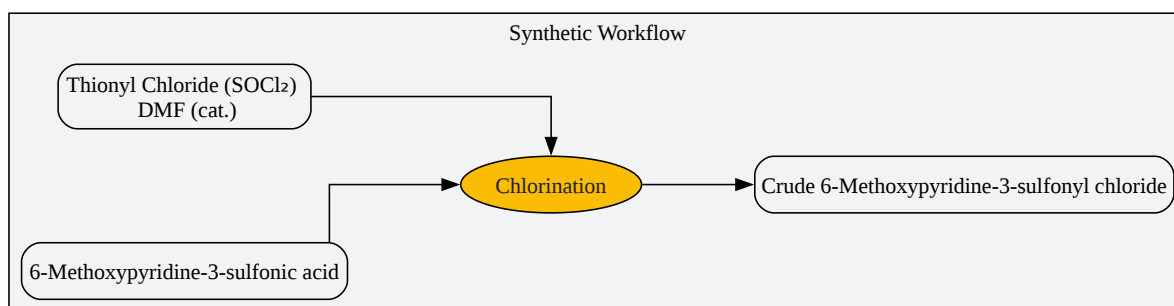 Synthetic Workflow
Thionyl Chloride (SOCl₂)
DMF (cat.)
Chlorination
Crude 6-Methoxypyridine-3-sulfonyl chloride
6-Methoxypyridine-3-sulfonic acid